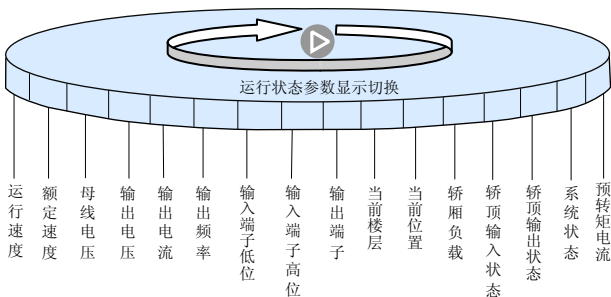 运行状态参数显示切换
运行速度
额定速度
母线电压
输出电压
输出电流
输出频率
输入端子低位
输入端子高位
输出端子
当前楼层
当前位置
轿厢负载
轿顶输入状态
轿顶输出状态
系统状态
预转矩电流